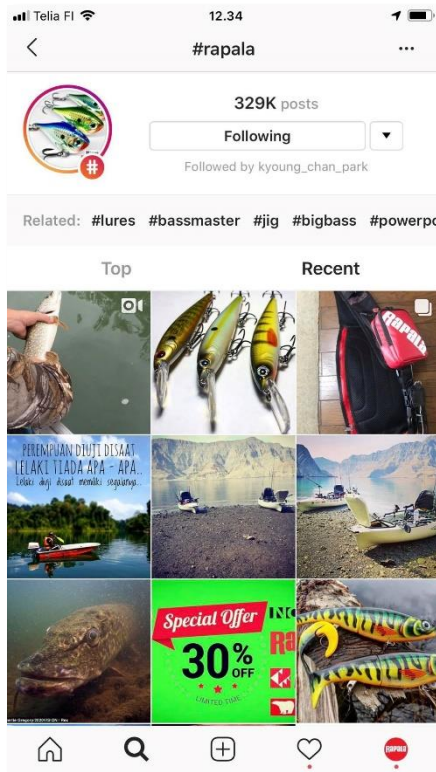 Telia FI 12.34
#rapala
329K posts
Following
Followed by kyoung_chan_park
Related: #lures #bassmaster #jig #bigbass #powerpo
Top Recent
Rapala
PEREMPUAN DIUJI DISAAT
LELAKI TIADA APA - APA..
Lelaki diuji disaat memiliki segalanya...
Special Offer
30%
OFF
LIMITED TIME
Ra
RAPALA